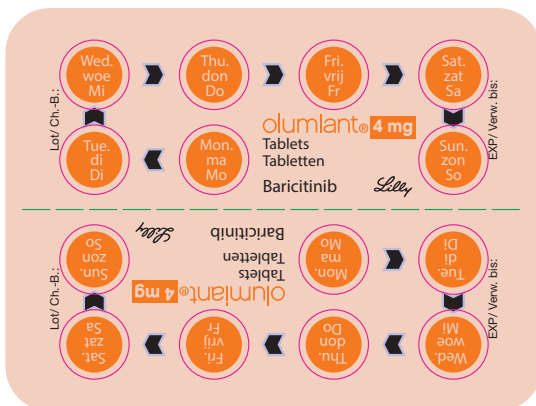 Wed.
woe
Mi
Thu.
don
Do
Fri.
vrij
Fr
Sat.
zat
Sa
Lot/ Ch.-B.:
EXP/ Verw. bis:
Tue.
di
Di
Mon.
ma
Mo
olumiant® 4 mg
Tablets
Tabletten
Baricitinib
Lilly
Sun.
zon
So
Lilly
Baricitinib
Tabletten
Tablets
olumiant® 4 mg
Sun.
zon
So
Mon.
ma
Mo
Tue.
di
Di
Lot/ Ch.-B.:
EXP/ Verw. bis:
Sat.
zat
Sa
Fri.
vrij
Fr
Thu.
don
Do
Wed.
woe
Mi